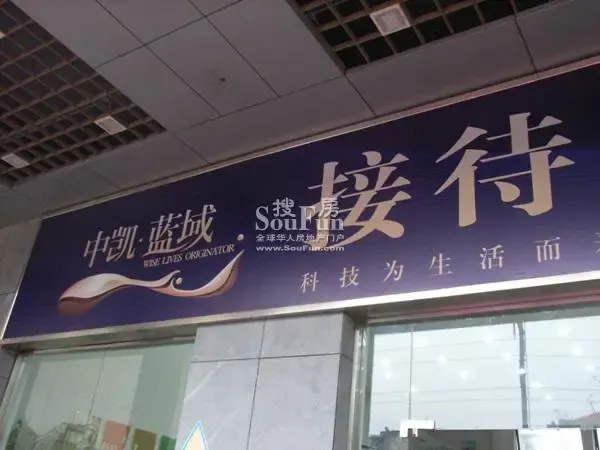 中凯·蓝域
WISE LIVES ORIGINATOR
接待
科技为生活而
搜房
SouFun
全球华人房地产门户
www.SouFun.com